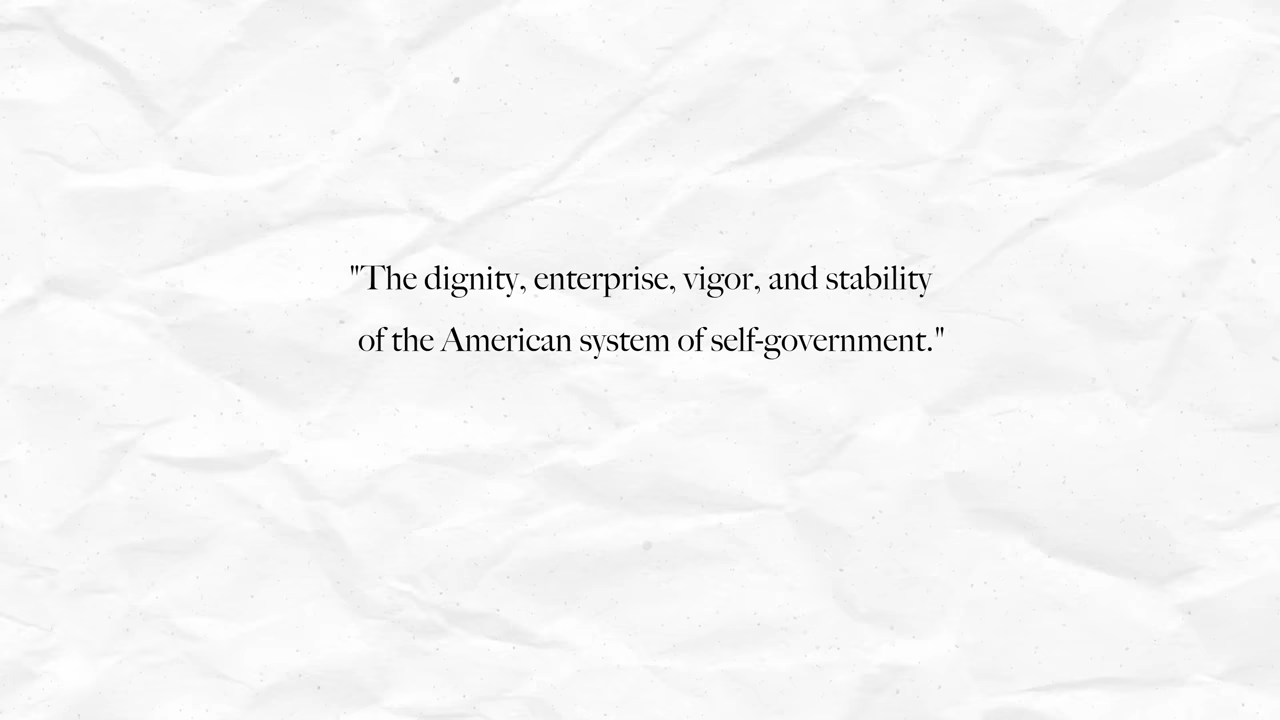 "The dignity, enterprise, vigor, and stability
of the American system of self-government."